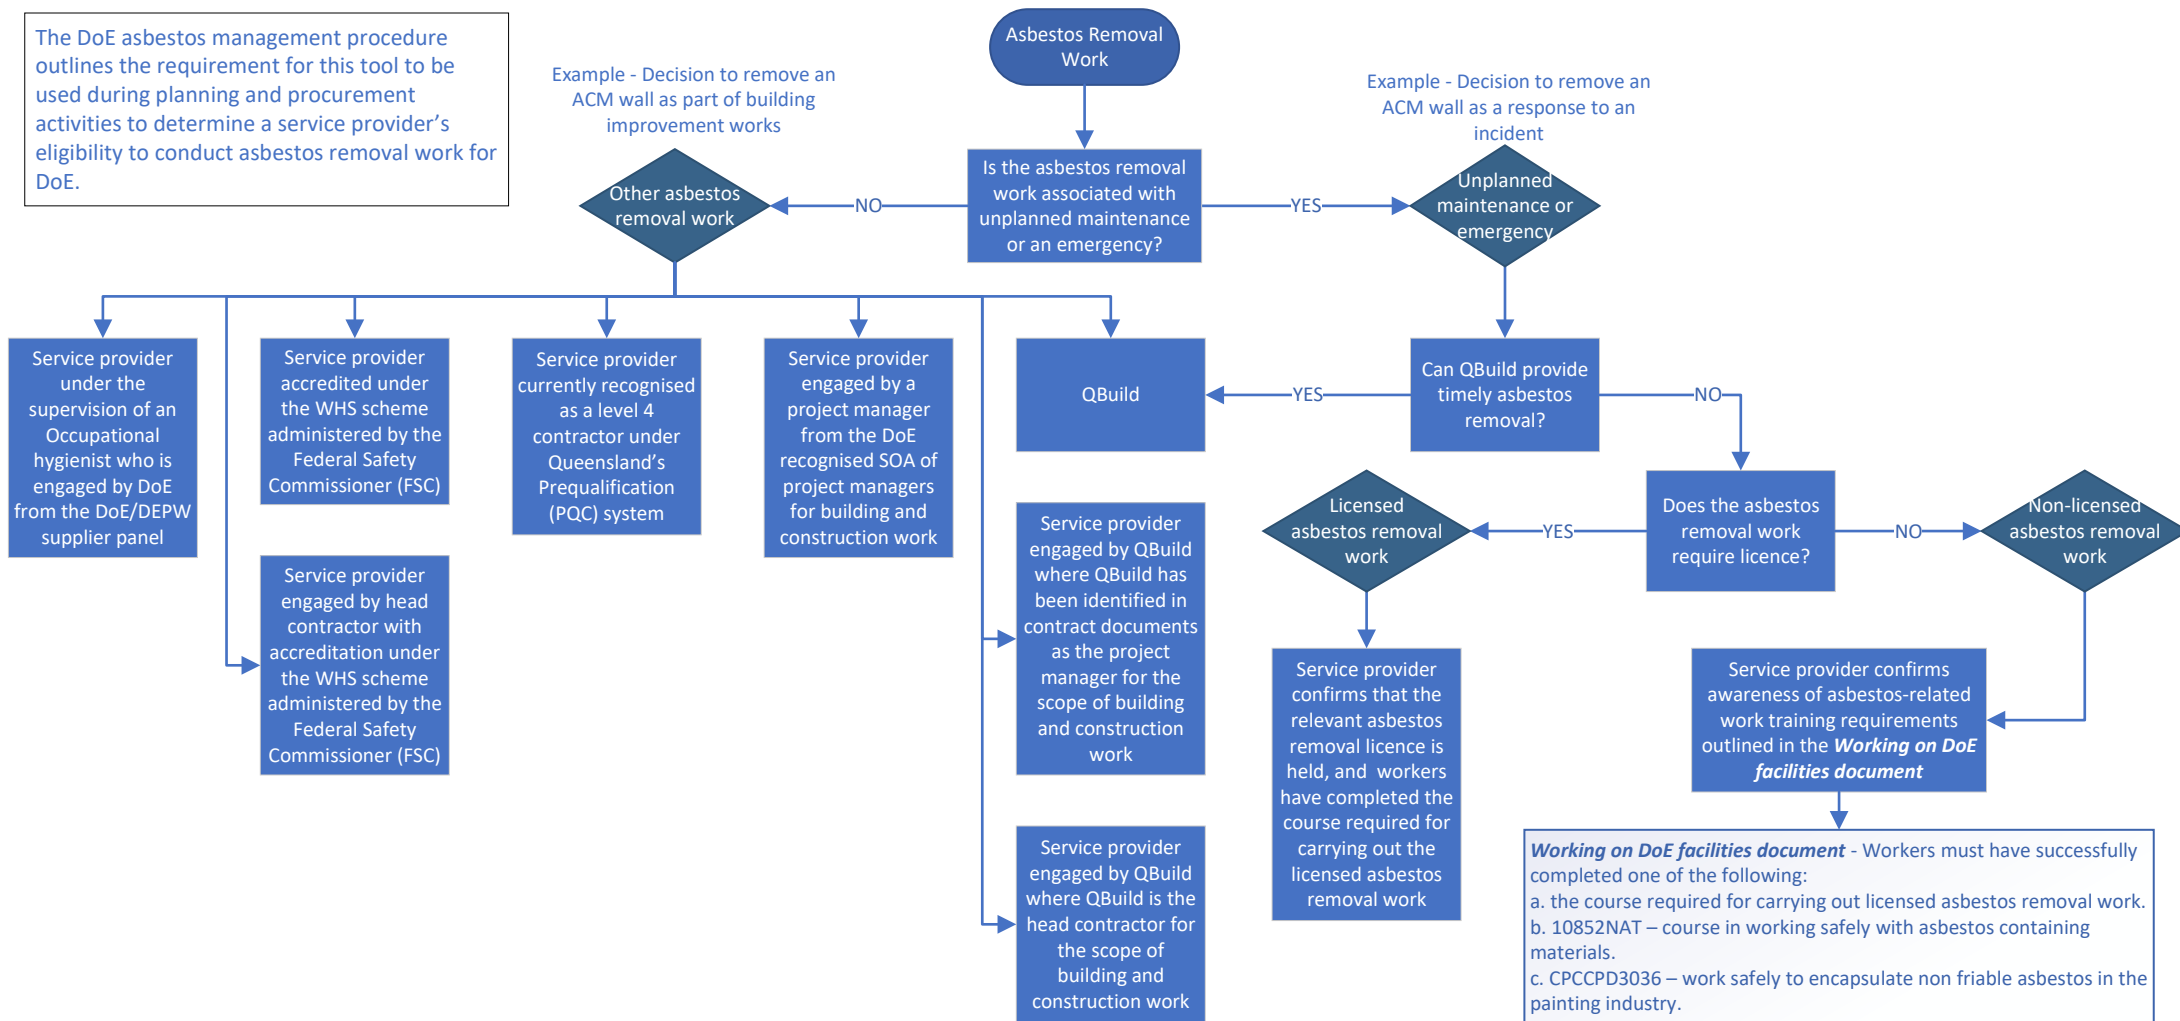 The DoE asbestos management procedure
outlines the requirement for this tool to be
used during planning and procurement
activities to determine a service provider’s
eligibility to conduct asbestos removal work for
DoE.
Asbestos Removal
Work
Example - Decision to remove an
ACM wall as part of building
improvement works
Example - Decision to remove an
ACM wall as a response to an
incident
Other asbestos
removal work
NO
Is the asbestos removal
work associated with
unplanned maintenance
or an emergency?
YES
Unplanned
maintenance or
emergency
Service provider
under the
supervision of an
Occupational
hygienist who is
engaged by DoE
from the DoE/DEPW
supplier panel
Service provider
accredited under
the WHS scheme
administered by the
Federal Safety
Commissioner (FSC)
Service provider
currently recognised
as a level 4
contractor under
Queensland’s
Prequalification
(PQC) system
Service provider
engaged by a
project manager
from the DoE
recognised SOA of
project managers
for building and
construction work
QBuild
YES
Can QBuild provide
timely asbestos
removal?
NO
Service provider
engaged by head
contractor with
accreditation under
the WHS scheme
administered by the
Federal Safety
Commissioner (FSC)
Service provider
engaged by QBuild
where QBuild has
been identified in
contract documents
as the project
manager for the
scope of building
and construction
work
Licensed
asbestos removal
work
YES
Does the asbestos
removal work
require licence?
NO
Non-licensed
asbestos removal
work
Service provider
confirms that the
relevant asbestos
removal licence is
held, and workers
have completed the
course required for
carrying out the
licensed asbestos
removal work
Service provider confirms
awareness of asbestos-related
work training requirements
outlined in the Working on DoE
facilities document
Service provider
engaged by QBuild
where QBuild is the
head contractor for
the scope of
building and
construction work
Working on DoE facilities document - Workers must have successfully
completed one of the following:
a. the course required for carrying out licensed asbestos removal work.
b. 10852NAT – course in working safely with asbestos containing
materials.
c. CPCCPD3036 – work safely to encapsulate non friable asbestos in the
painting industry.